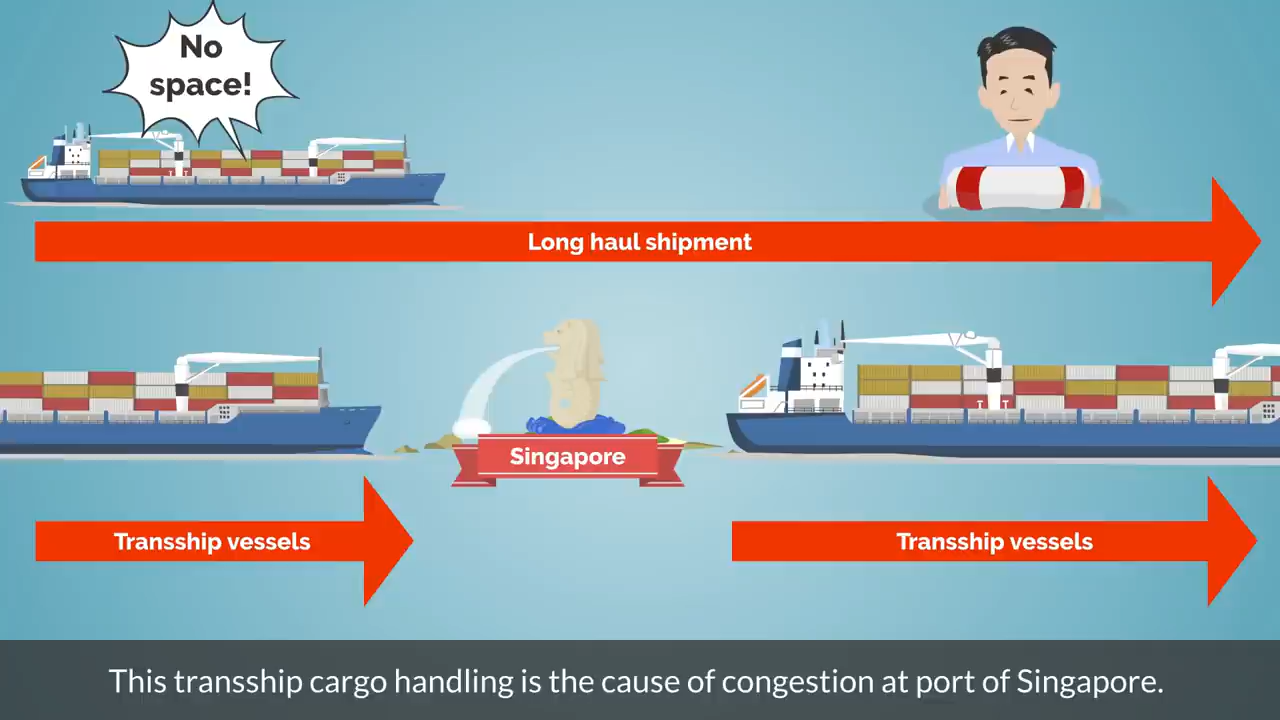 No
space!
Long haul shipment
Singapore
Transship vessels
Transship vessels
This transship cargo handling is the cause of congestion at port of Singapore.